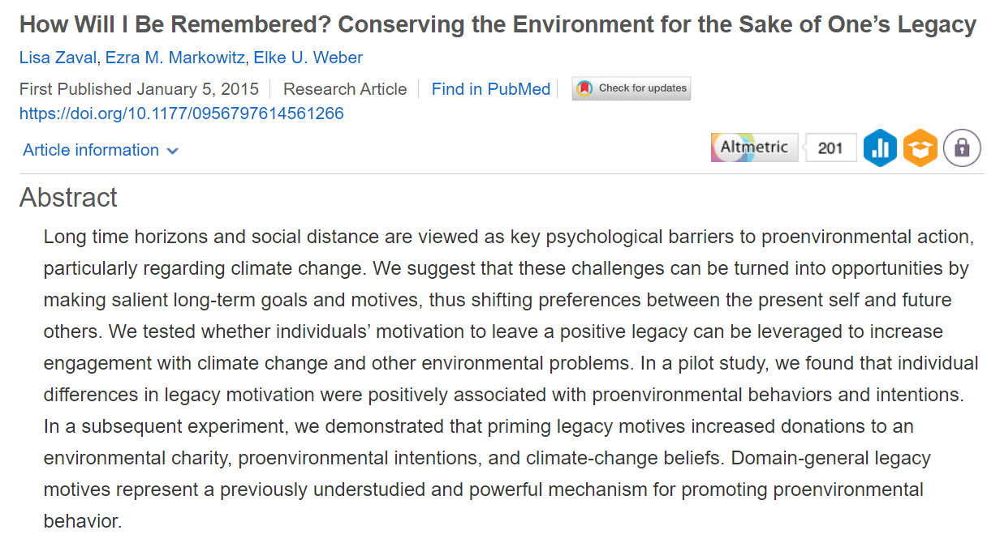 How Will I Be Remembered? Conserving the Environment for the Sake of One’s Legacy
Lisa Zaval, Ezra M. Markowitz, Elke U. Weber
First Published January 5, 2015 Research Article Find in PubMed Check for updates
https://doi.org/10.1177/0956797614561266
Article information
Altmetric 201
Abstract
Long time horizons and social distance are viewed as key psychological barriers to proenvironmental action,
particularly regarding climate change. We suggest that these challenges can be turned into opportunities by
making salient long-term goals and motives, thus shifting preferences between the present self and future
others. We tested whether individuals’ motivation to leave a positive legacy can be leveraged to increase
engagement with climate change and other environmental problems. In a pilot study, we found that individual
differences in legacy motivation were positively associated with proenvironmental behaviors and intentions.
In a subsequent experiment, we demonstrated that priming legacy motives increased donations to an
environmental charity, proenvironmental intentions, and climate-change beliefs. Domain-general legacy
motives represent a previously understudied and powerful mechanism for promoting proenvironmental
behavior.